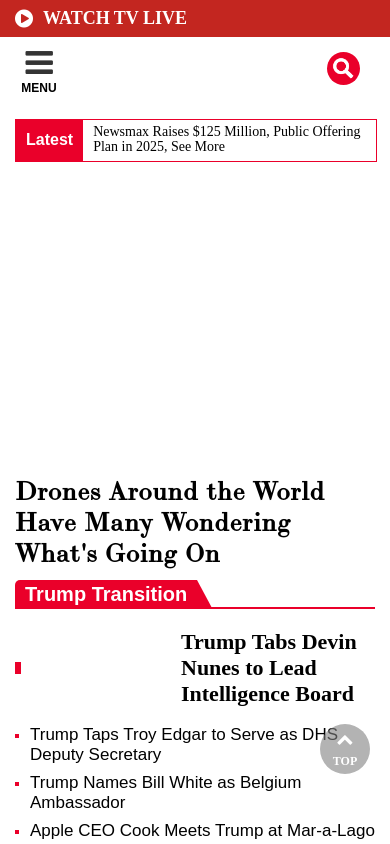 WATCH TV LIVE
MENU
Latest
Newsmax Raises $125 Million, Public Offering
Plan in 2025, See More
Drones Around the World
Have Many Wondering
What's Going On
Trump Transition
Trump Tabs Devin
Nunes to Lead
Intelligence Board
Trump Taps Troy Edgar to Serve as DHS
Deputy Secretary
TOP
Trump Names Bill White as Belgium
Ambassador
Apple CEO Cook Meets Trump at Mar-a-Lago